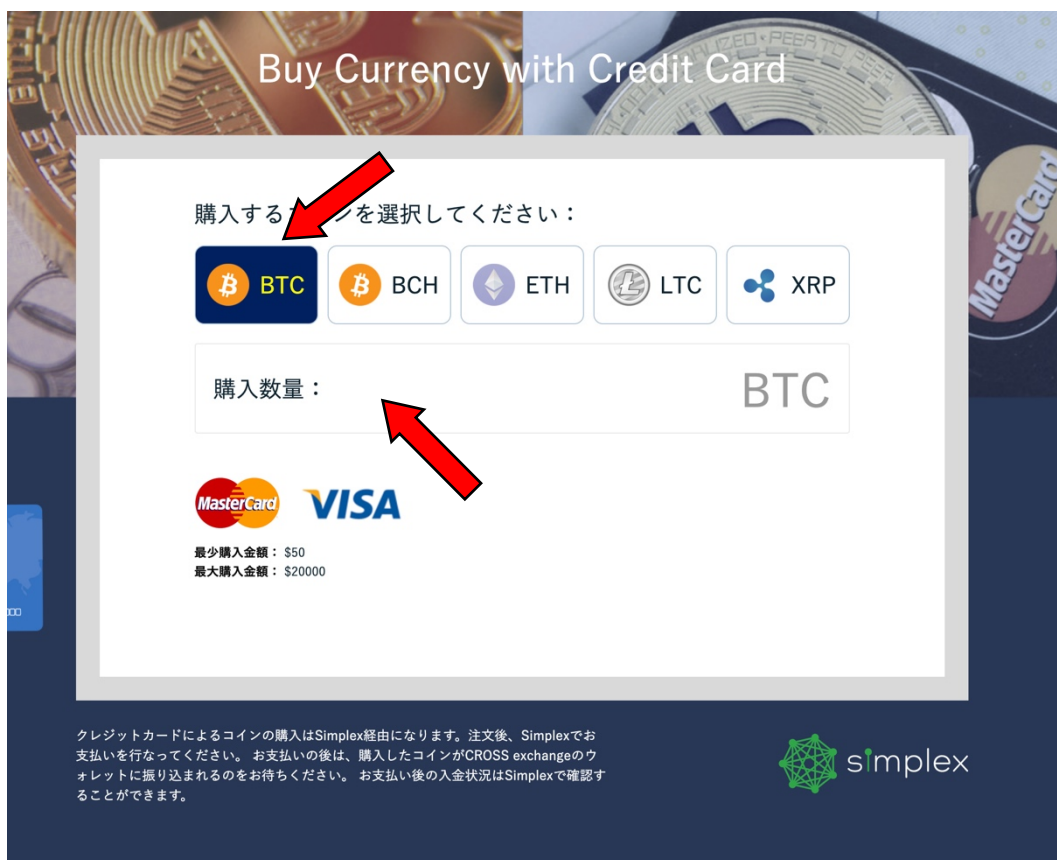 Buy Currency with Credit Card
PEER TO PEER
MasterCard
購入する ンを選択してください：
BTC
BCH
ETH
LTC
XRP
購入数量：
BTC
MasterCard
VISA
最少購入金額： $50
最大購入金額： $20000
クレジットカードによるコインの購入はSimplex経由になります。注文後、Simplexでお
支払いを行なってください。 お支払いの後は、購入したコインがCROSS exchangeのウ
ォレットに振り込まれるのをお待ちください。 お支払い後の入金状況はSimplexで確認す
ることができます。
simplex